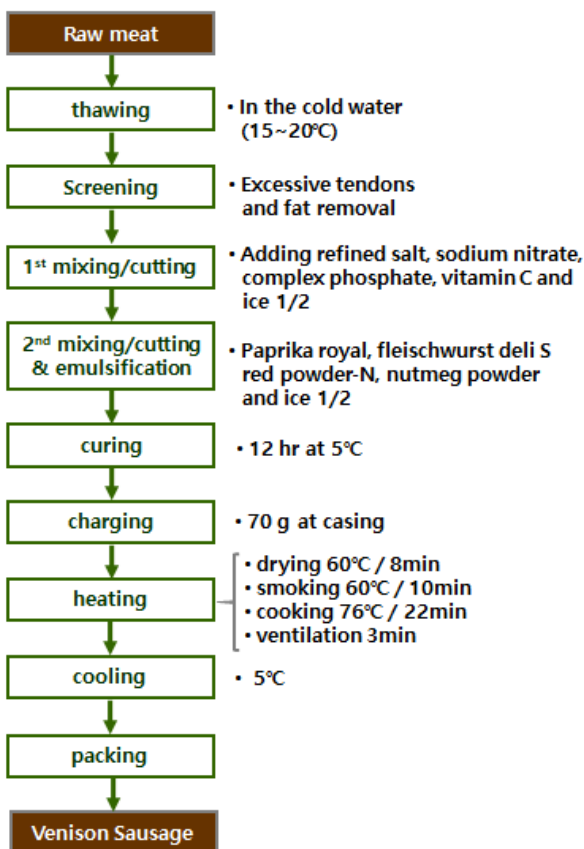 Raw meat
thawing
• In the cold water
(15~20℃)
Screening
• Excessive tendons
and fat removal
1st mixing/cutting
• Adding refined salt, sodium nitrate,
complex phosphate, vitamin C and
ice 1/2
2nd mixing/cutting
& emulsification
• Paprika royal, fleischwurst deli S
red powder-N, nutmeg powder
and ice 1/2
curing
• 12 hr at 5℃
charging
• 70 g at casing
heating
• drying 60℃ / 8min
• smoking 60℃ / 10min
• cooking 76℃ / 22min
• ventilation 3min
cooling
• 5℃
packing
Venison Sausage